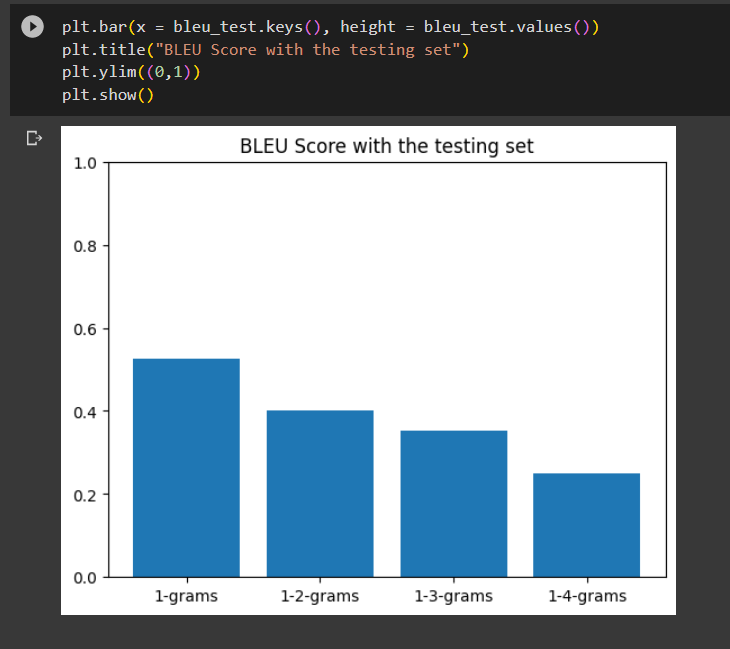 plt.bar(x = bleu_test.keys(), height = bleu_test.values())
plt.title("BLEU Score with the testing set")
plt.ylim((0,1))
plt.show()
BLEU Score with the testing set
1.0
0.8
0.6
0.4
0.2
0.0
1-grams 1-2-grams 1-3-grams 1-4-grams